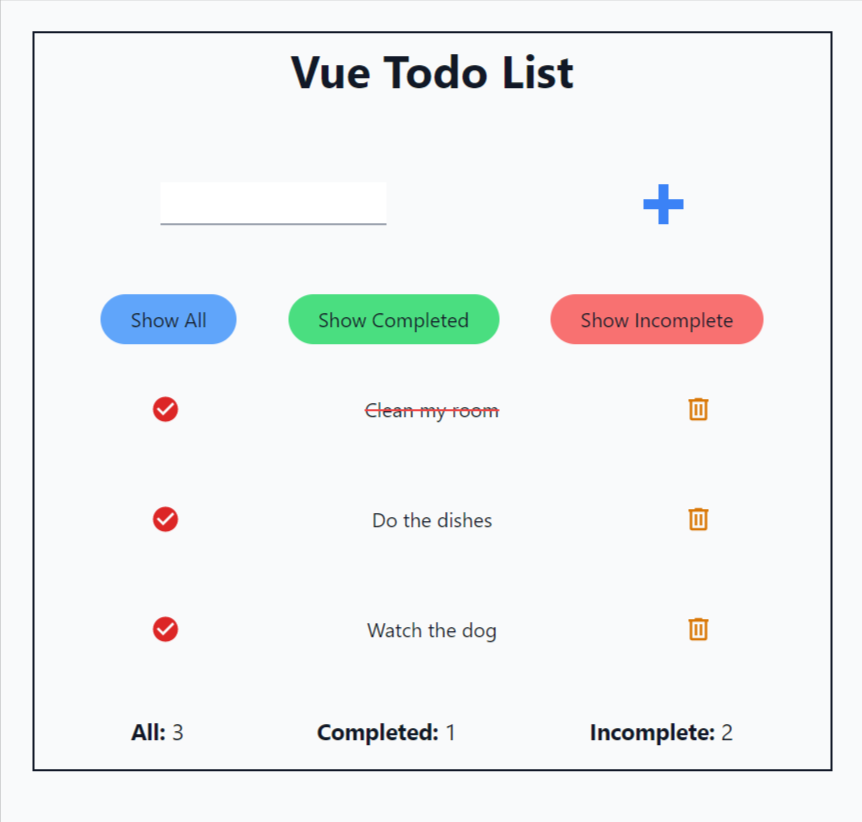 Vue Todo List
Show All Show Completed Show Incomplete
Clean my room
Do the dishes
Watch the dog
All: 3 Completed: 1 Incomplete: 2